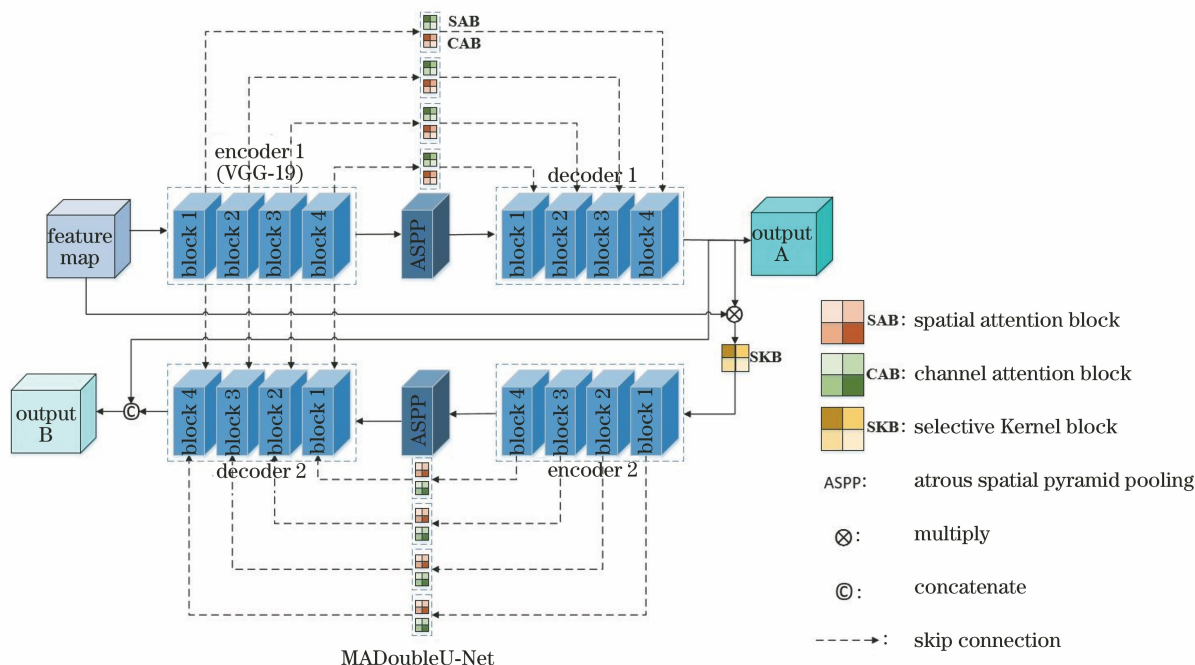 SAB
CAB
encoder 1
(VGG-19)
decoder 1
feature
map
block 1
block 2
block 3
block 4
ASPP
block 1
block 2
block 3
block 4
output
A
SKB
output
B
©
block 4
block 3
block 2
block 1
ASPP
block 4
block 3
block 2
block 1
decoder 2
encoder 2
SAB: spatial attention block
CAB: channel attention block
SKB: selective Kernel block
ASPP: atrous spatial pyramid pooling
⊗: multiply
©: concatenate
: skip connection
MADoubleU-Net